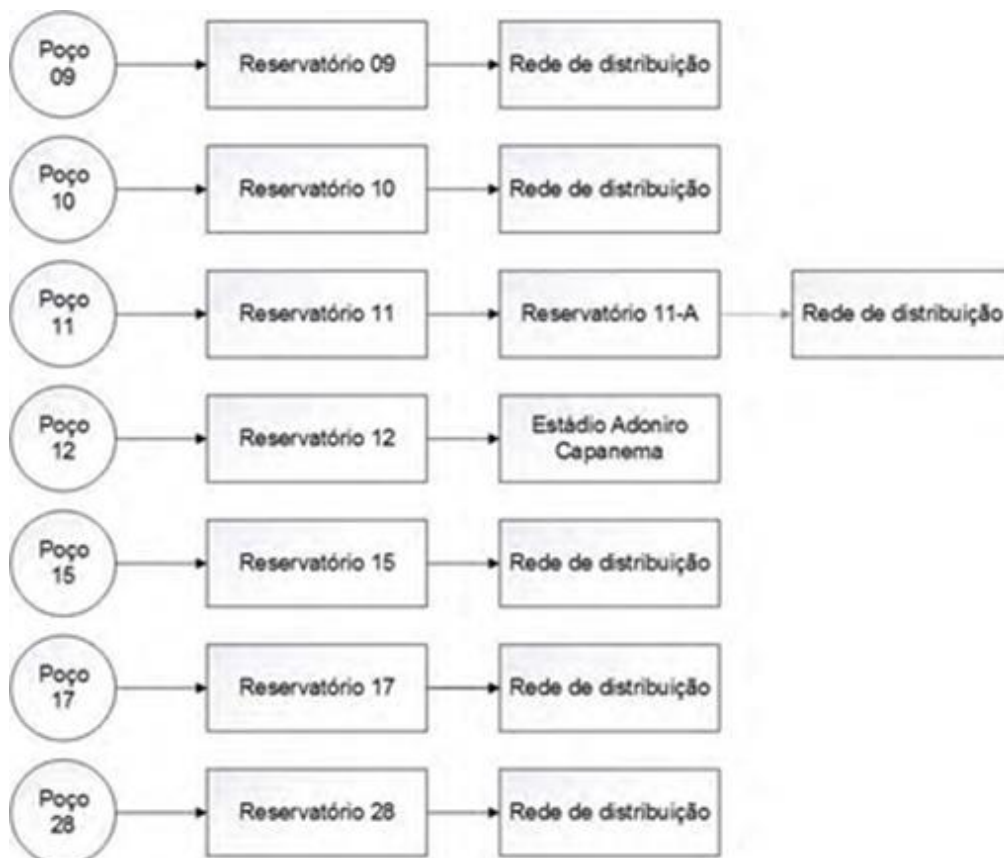 Poço
09
Reservatório 09
Rede de distribuição
Poço
10
Reservatório 10
Rede de distribuição
Poço
11
Reservatório 11
Reservatório 11-A
Rede de distribuição
Poço
12
Reservatório 12
Estádio Adoniro
Capanema
Poço
15
Reservatório 15
Rede de distribuição
Poço
17
Reservatório 17
Rede de distribuição
Poço
28
Reservatório 28
Rede de distribuição